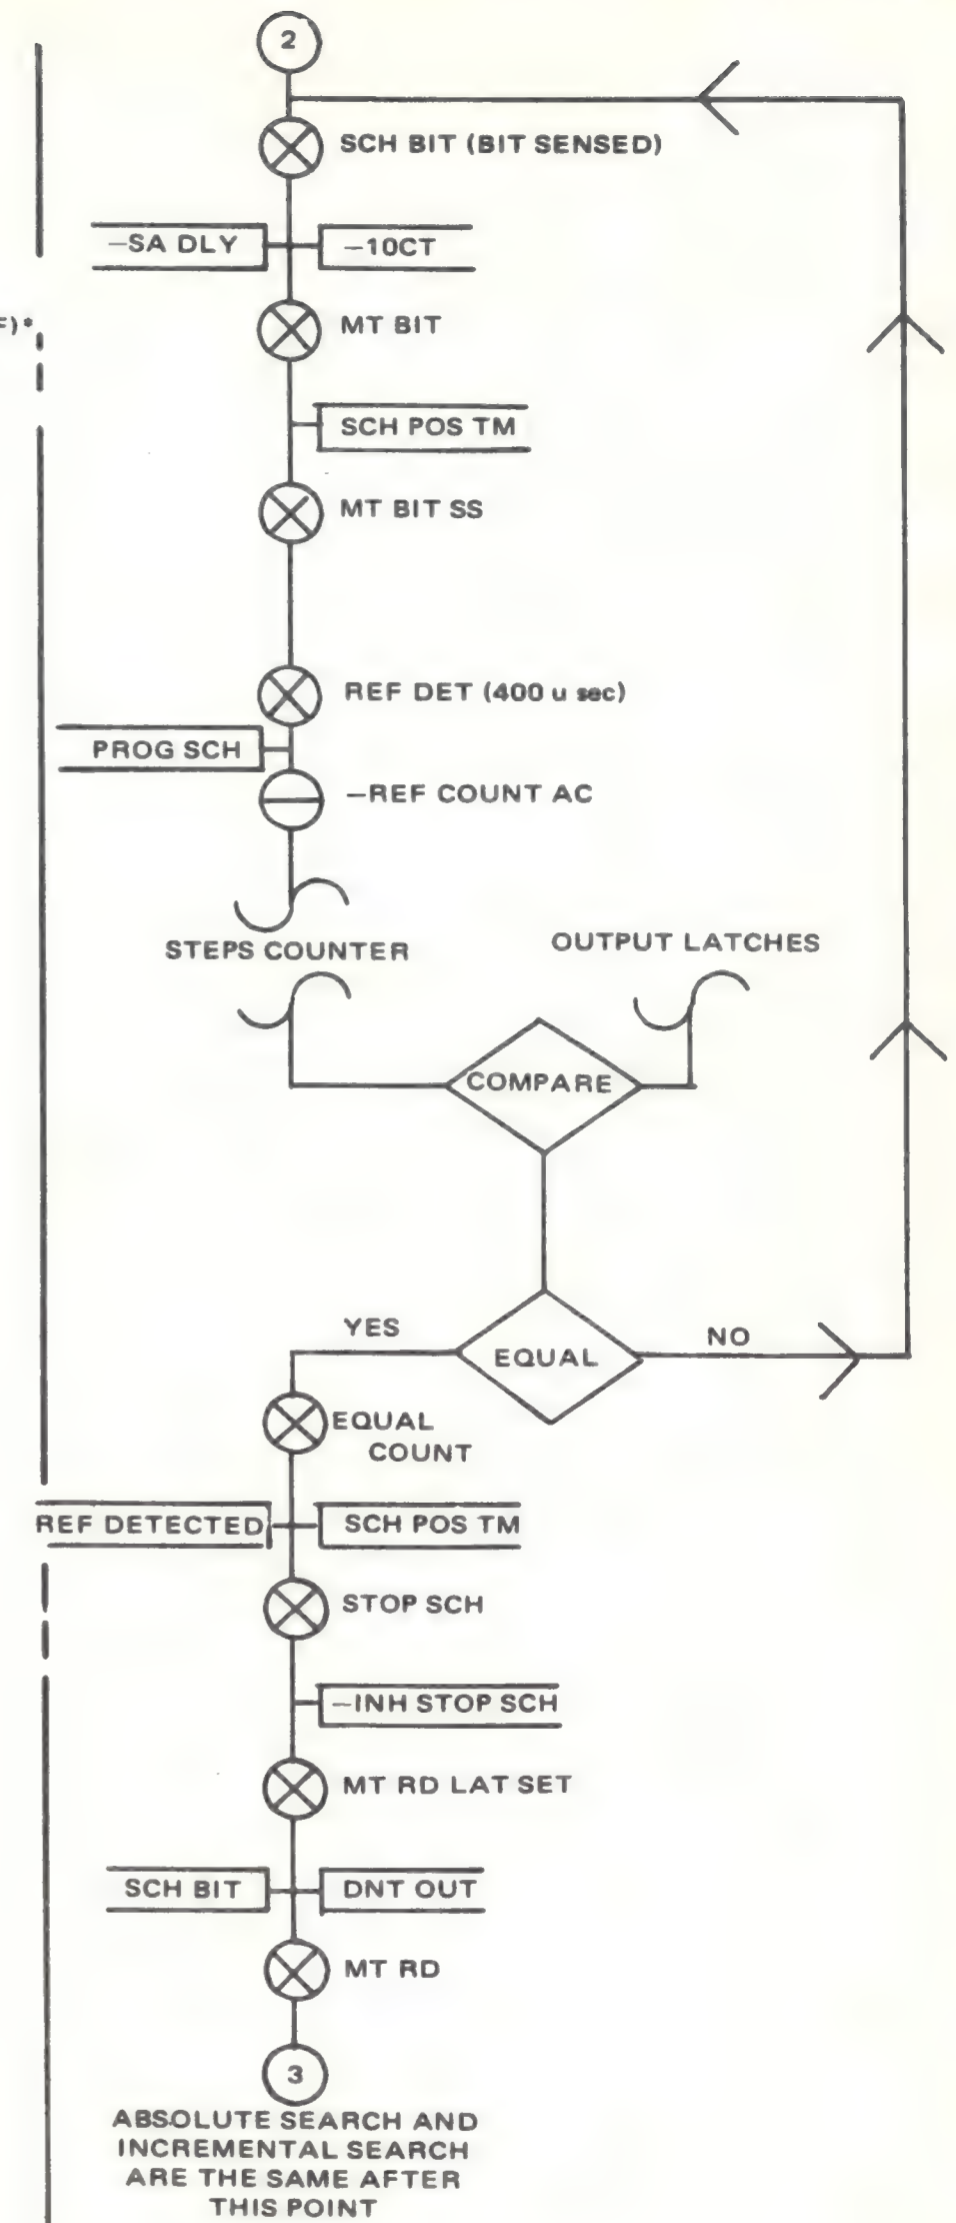 2
SCH BIT (BIT SENSED)
–SA DLY
–10CT
F)*
MT BIT
SCH POS TM
MT BIT SS
REF DET (400 u sec)
PROG SCH
–REF COUNT AC
STEPS COUNTER
OUTPUT LATCHES
COMPARE
YES
NO
EQUAL
EQUAL
COUNT
REF DETECTED
SCH POS TM
STOP SCH
–INH STOP SCH
MT RD LAT SET
SCH BIT
DNT OUT
MT RD
3
ABSOLUTE SEARCH AND
INCREMENTAL SEARCH
ARE THE SAME AFTER
THIS POINT